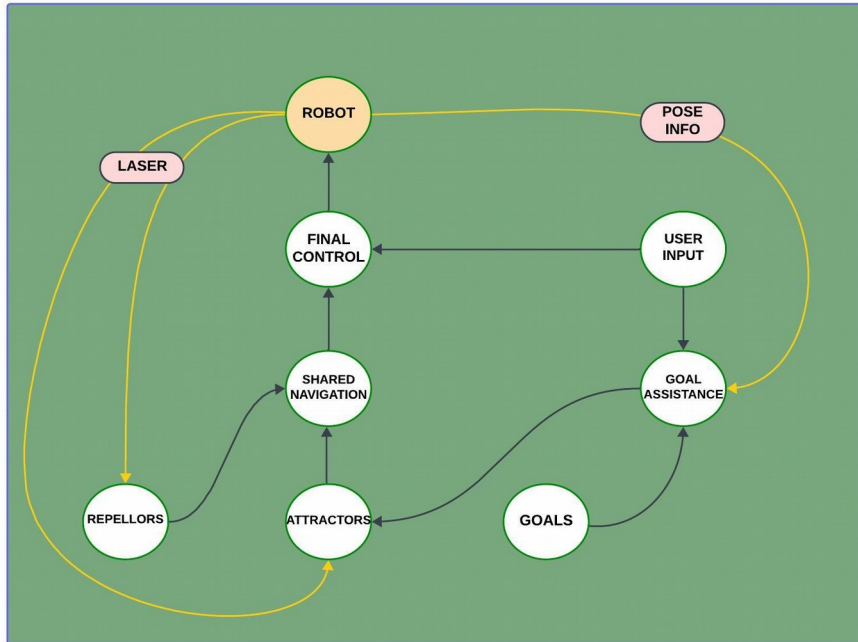 ROBOT
POSE
INFO
LASER
FINAL
CONTROL
USER
INPUT
SHARED
NAVIGATION
GOAL
ASSISTANCE
REPELLORS
ATTRACTORS
GOALS